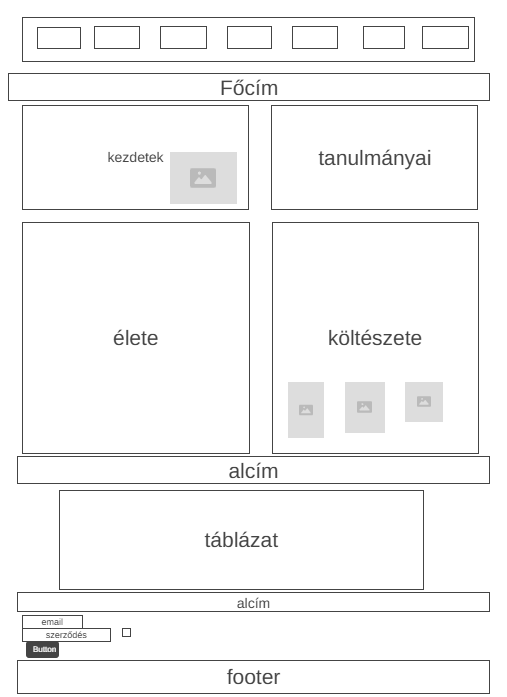 Főcím
kezdetek
tanulmányai
élete
költészete
alcím
táblázat
alcím
email
szerződés
Button
footer